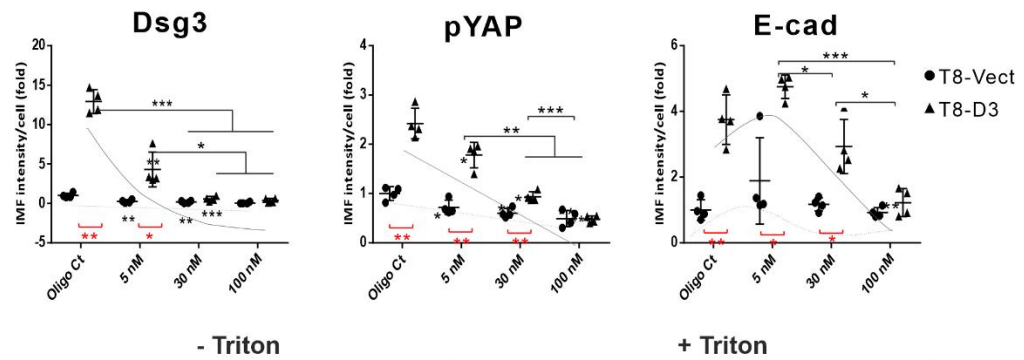 Dsg3
pYAP
E-cad
IMF intensity/cell (fold)
20
15
10
5
0
-5
***
*
**
**
**
***
**
*
Oligo Ct
5 nM
30 nM
100 nM
IMF intensity/cell (fold)
4
3
2
1
0
***
**
*
*
*
*
**
**
**
Oligo Ct
5 nM
30 nM
100 nM
IMF intensity/cell (fold)
6
4
2
0
***
*
*
**
**
*
*
Oligo Ct
5 nM
30 nM
100 nM
T8-Vect
T8-D3
- Triton
+ Triton